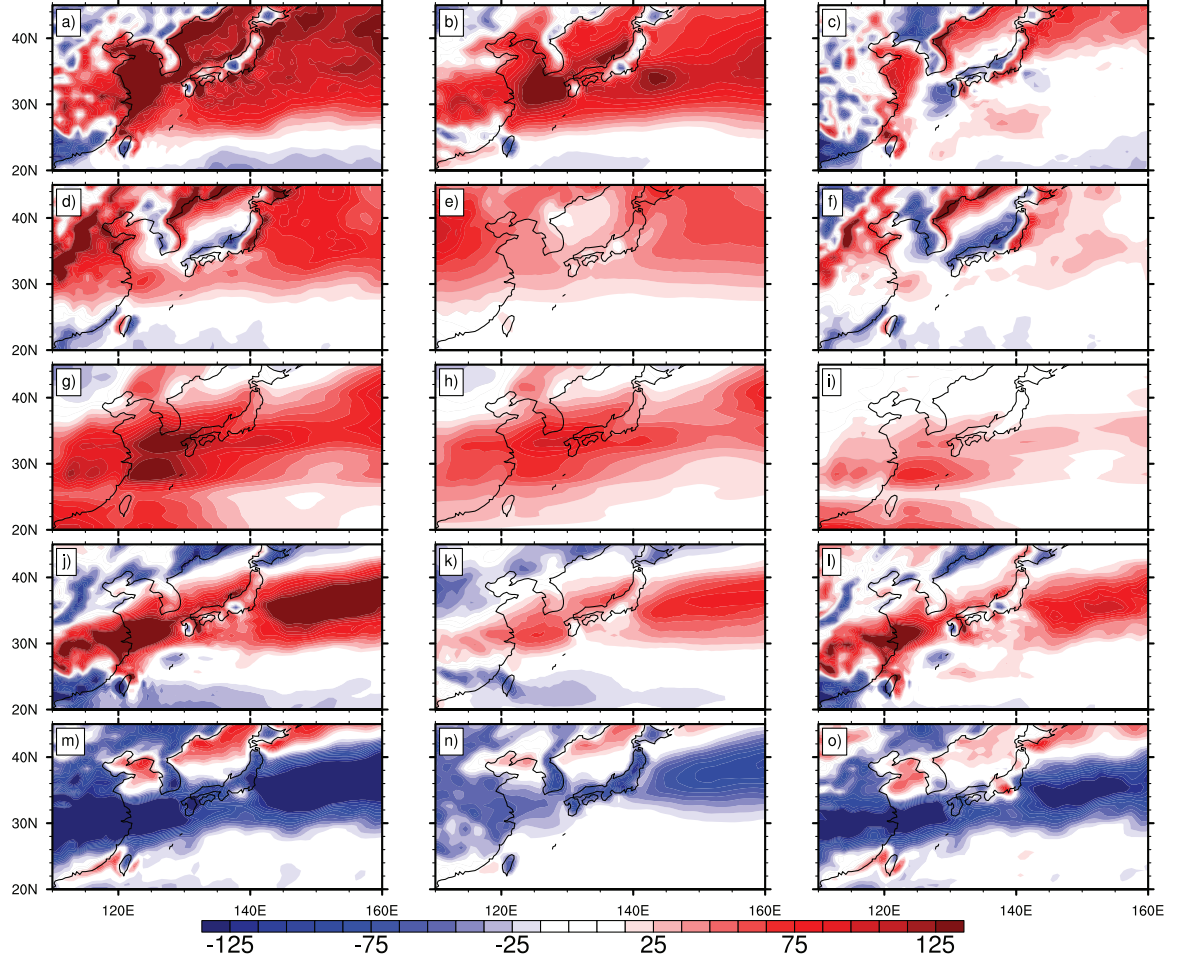 a) b) c)
40N
30N
20N
d) e) f)
40N
30N
20N
g) h) i)
40N
30N
20N
j) k) l)
40N
30N
20N
m) n) o)
40N
30N
20N
120E 140E 160E 120E 140E 160E 120E 140E 160E
-125 -75 -25 25 75 125